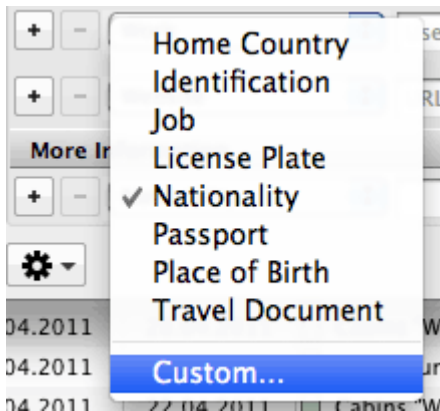 Home Country
Identification
Job
License Plate
More In
Nationality
Passport
Place of Birth
Travel Document
04.2011
04.2011
Custom...
04.2011 22.04.2011 Cabins "W